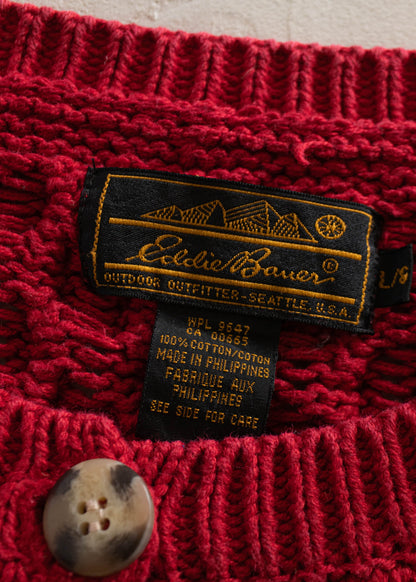 Eddie Bauer®
OUTDOOR OUTFITTER-SEATTLE, U.S.A.
L/G
WPL 9647
CA 00665
100% COTTON/COTON
MADE IN PHILIPPINES
FABRIQUE AUX
PHILIPPINES
SEE SIDE FOR CARE